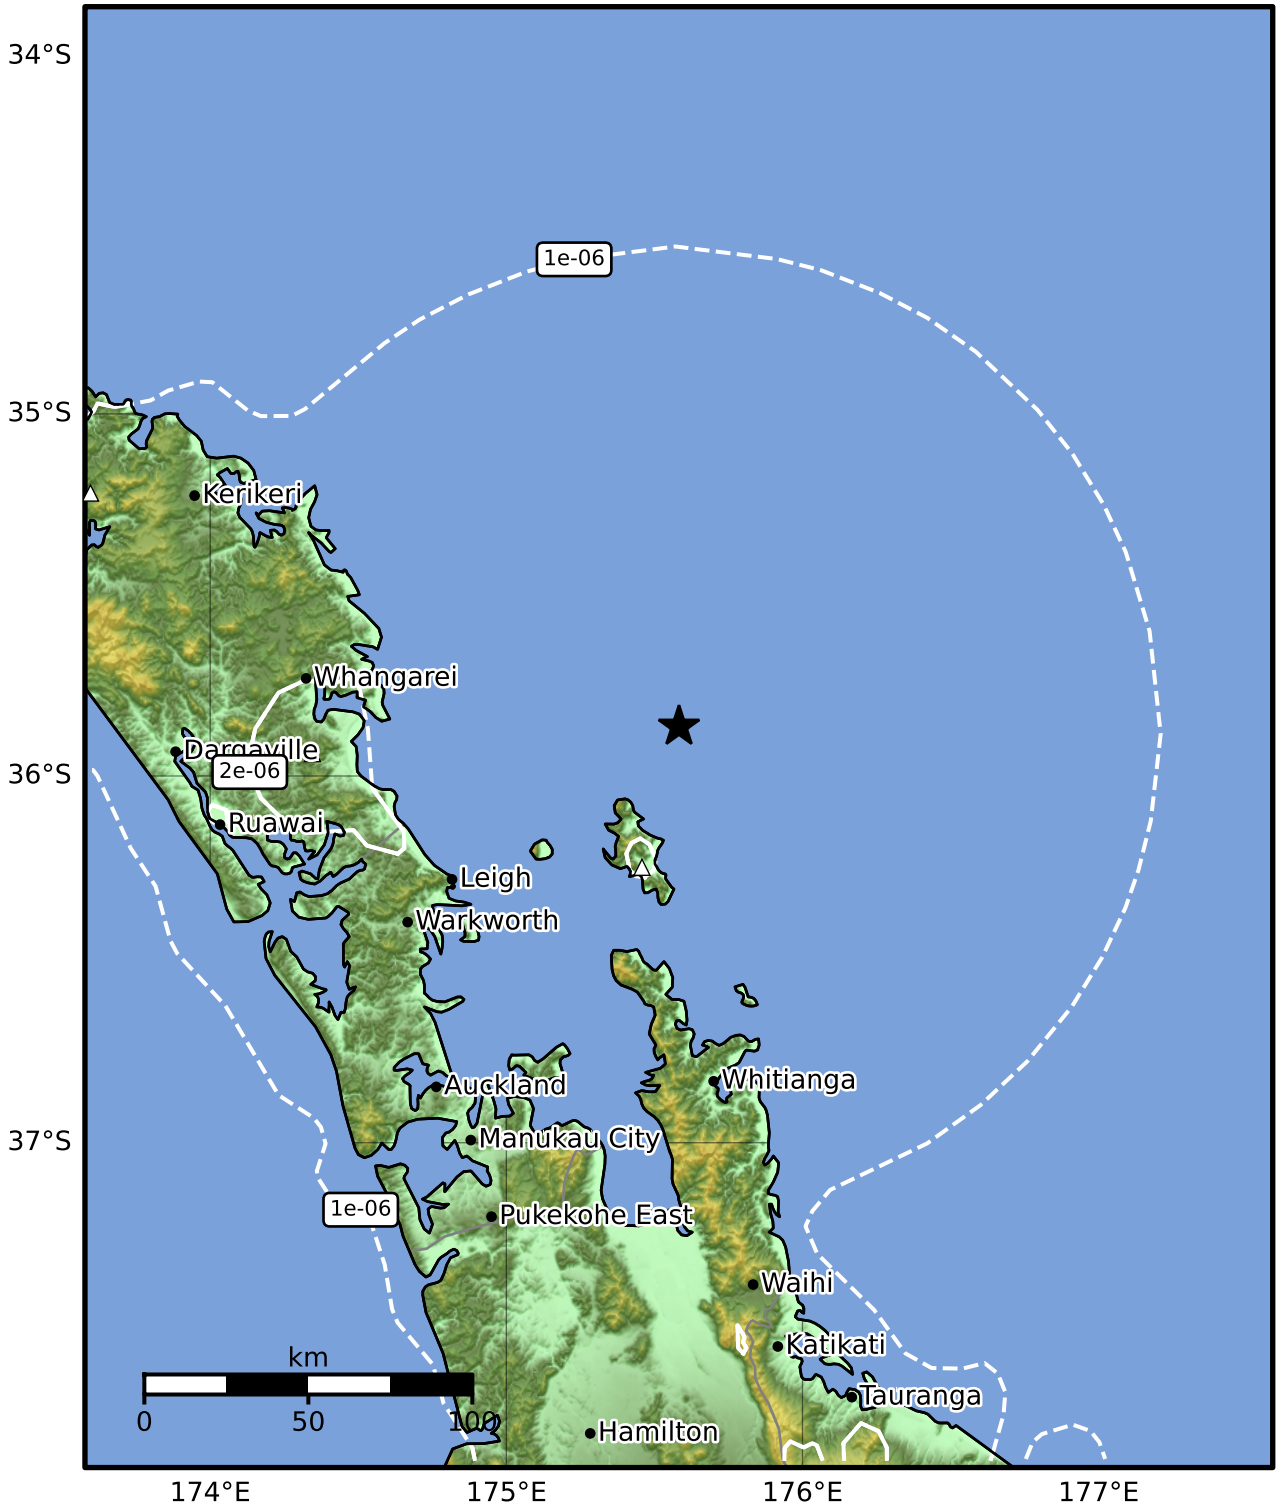 34°S
1e-06
35°S
Kerikeri
Whangarei
Dargaville
2e-06
36°S
Ruawai
Leigh
Warkworth
Whitianga
Auckland
37°S
Manukau City
1e-06
Pukekohe East
Waihi
Katikati
km
Tauranga
0 50 100
Hamilton
174°E 175°E 176°E 177°E